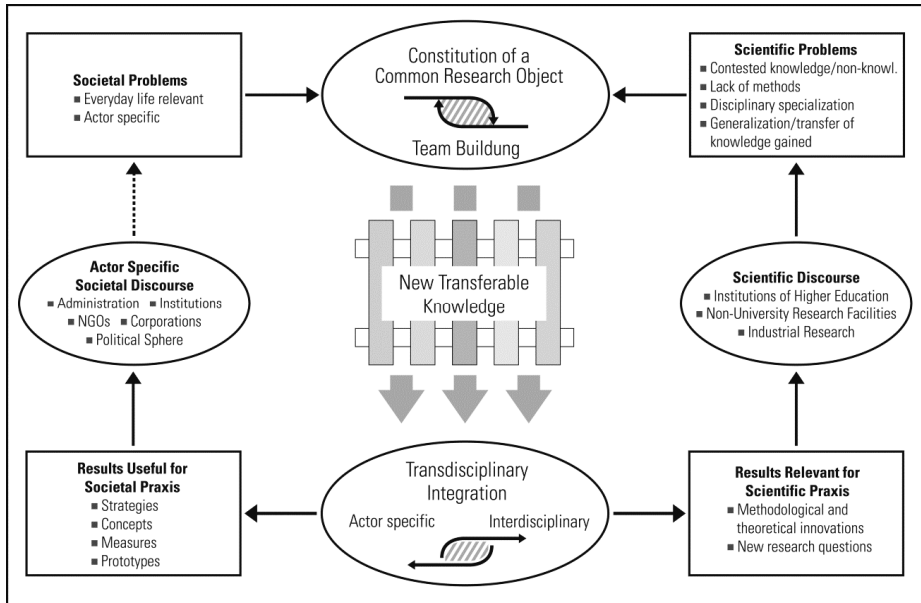 Societal Problems
■ Everyday life relevant
■ Actor specific
Constitution of a
Common Research Object
Team Buildung
Scientific Problems
■ Contested knowledge/non-knowl.
■ Lack of methods
■ Disciplinary specialization
■ Generalization/transfer of
knowledge gained
Actor Specific
Societal Discourse
■ Administration ■ Institutions
■ NGOs ■ Corporations
■ Political Sphere
New Transferable
Knowledge
Scientific Discourse
■ Institutions of Higher Education
■ Non-University Research Facilities
■ Industrial Research
Results Useful for
Societal Praxis
■ Strategies
■ Concepts
■ Measures
■ Prototypes
Transdisciplinary
Integration
Actor specific Interdisciplinary
Results Relevant for
Scientific Praxis
■ Methodological and
theoretical innovations
■ New research questions